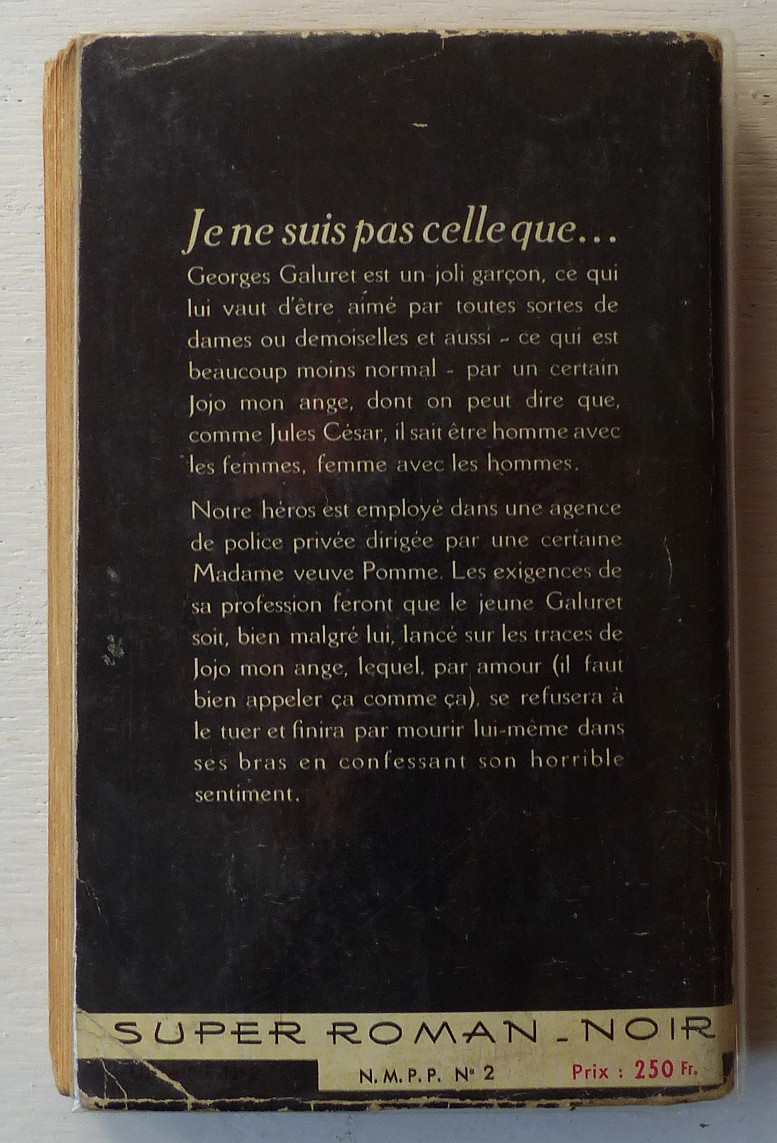 Je ne suis pas celle que...
Georges Galuret est un joli garçon, ce qui
lui vaut d'être aimé par toutes sortes de
dames ou demoiselles et aussi - ce qui est
beaucoup moins normal - par un certain
Jojo mon ange, dont on peut dire que,
comme Jules César, il sait être homme avec
les femmes, femme avec les hommes.
Notre héros est employé dans une agence
de police privée dirigée par une certaine
Madame veuve Pomme. Les exigences de
sa profession feront que le jeune Galuret
soit, bien malgré lui, lancé sur les traces de
Jojo mon ange, lequel, par amour (il faut
bien appeler ça comme ça), se refusera à
le tuer et finira par mourir lui-même dans
ses bras en confessant son horrible
sentiment.
SUPER ROMAN - NOIR
N.M.P.P. N° 2
Prix : 250 Fr.